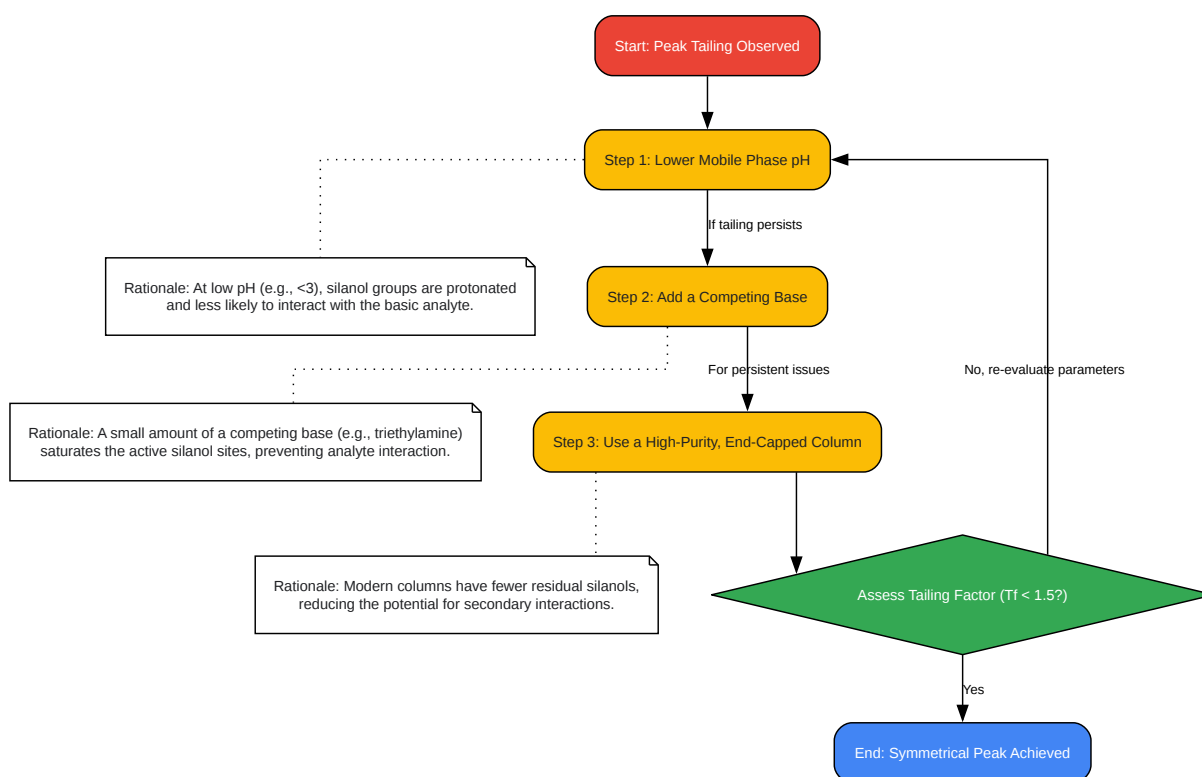 Start: Peak Tailing Observed
Step 1: Lower Mobile Phase pH
If tailing persists
Rationale: At low pH (e.g., <3), silanol groups are protonated
and less likely to interact with the basic analyte.
Step 2: Add a Competing Base
For persistent issues
No, re-evaluate parameters
Rationale: A small amount of a competing base (e.g., triethylamine)
saturates the active silanol sites, preventing analyte interaction.
Step 3: Use a High-Purity, End-Capped Column
Rationale: Modern columns have fewer residual silanols,
reducing the potential for secondary interactions.
Assess Tailing Factor (Tf < 1.5?)
Yes
End: Symmetrical Peak Achieved